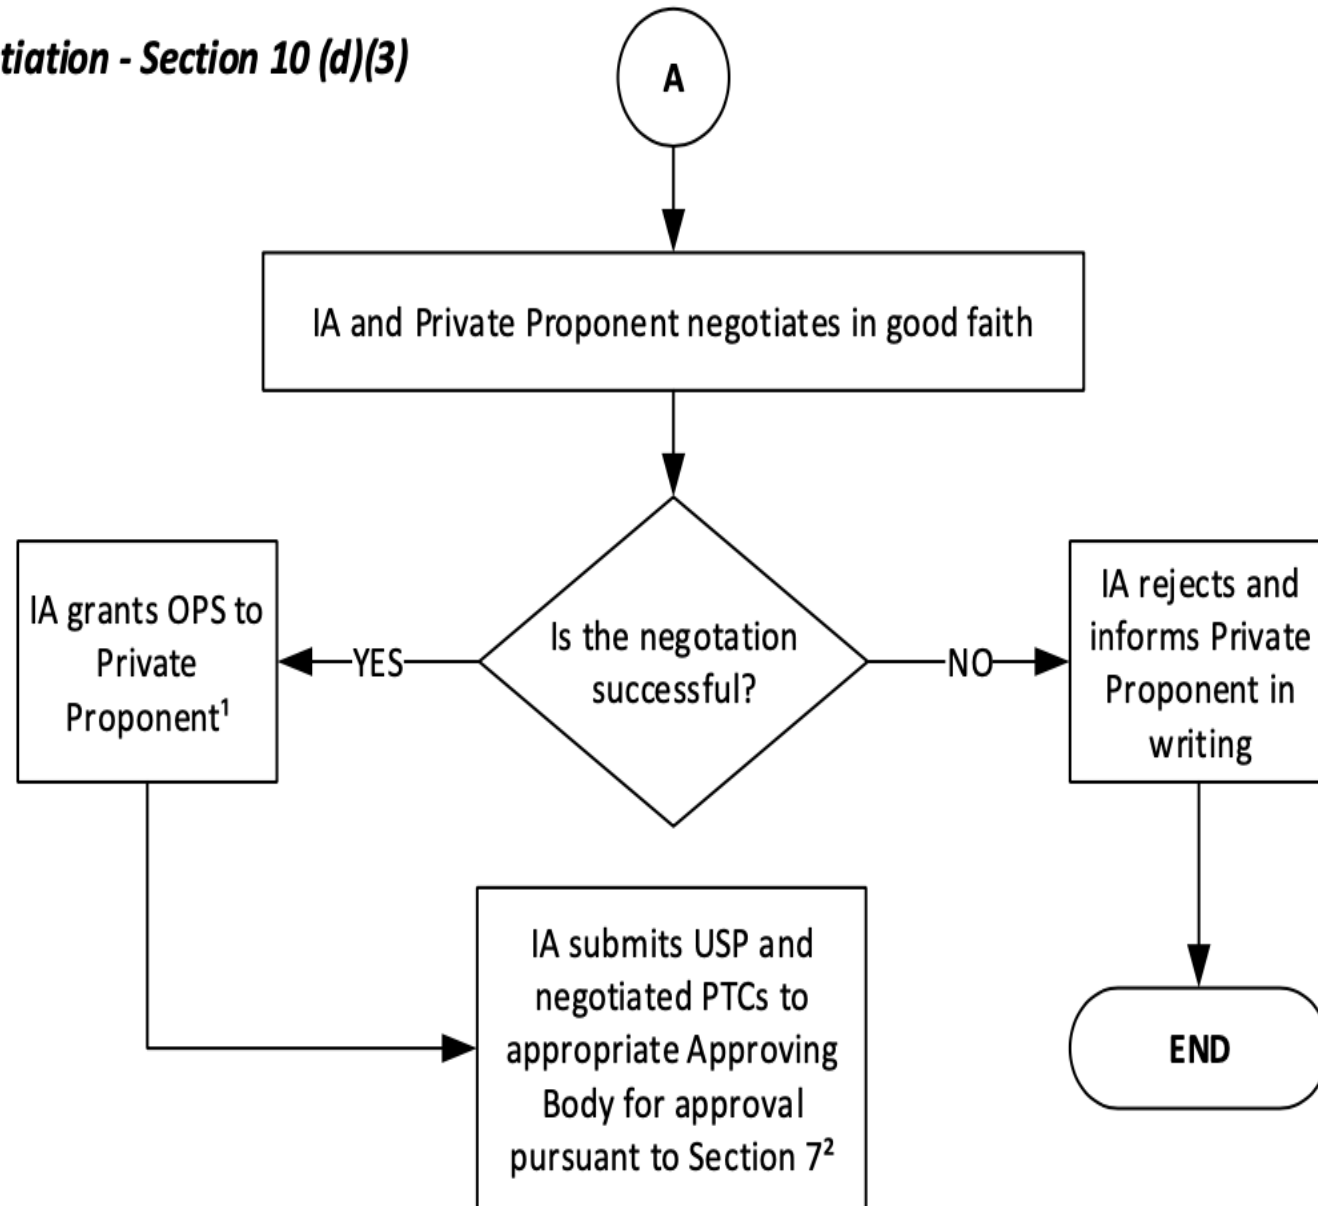 tiation - Section 10 (d)(3)
A
IA and Private Proponent negotiates in good faith
IA grants OPS to
Private
Proponent¹
YES
Is the negotation
successful?
NO
IA rejects and
informs Private
Proponent in
writing
IA submits USP and
negotiated PTCs to
appropriate Approving
Body for approval
pursuant to Section 7²
END